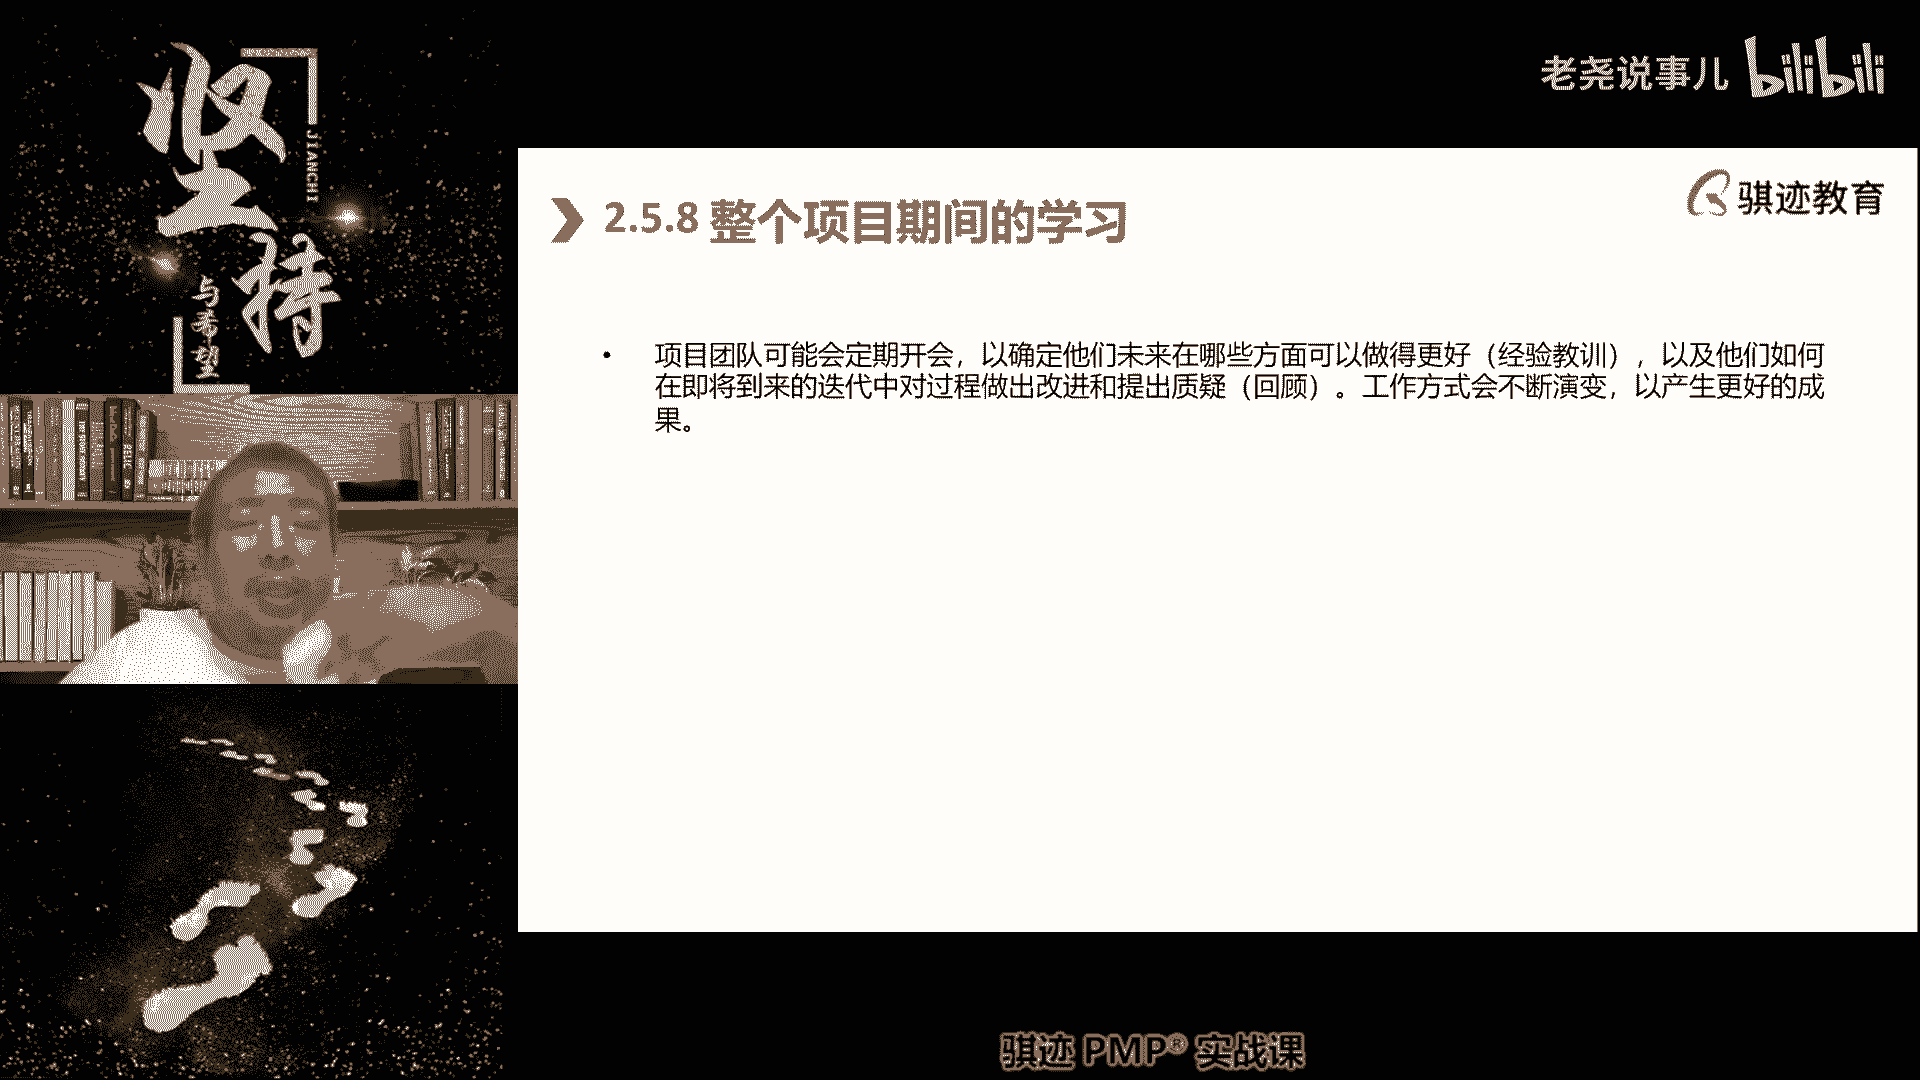 坚持
JIANCHI
与希望
老尧说事儿 bilibili
骐迹教育
2.5.8 整个项目期间的学习
• 项目团队可能会定期开会，以确定他们未来在哪些方面可以做得更好（经验教训），以及他们如何
在即将到来的迭代中对过程做出改进和提出质疑（回顾）。工作方式会不断演变，以产生更好的成
果。
骐迹 PMP® 实战课